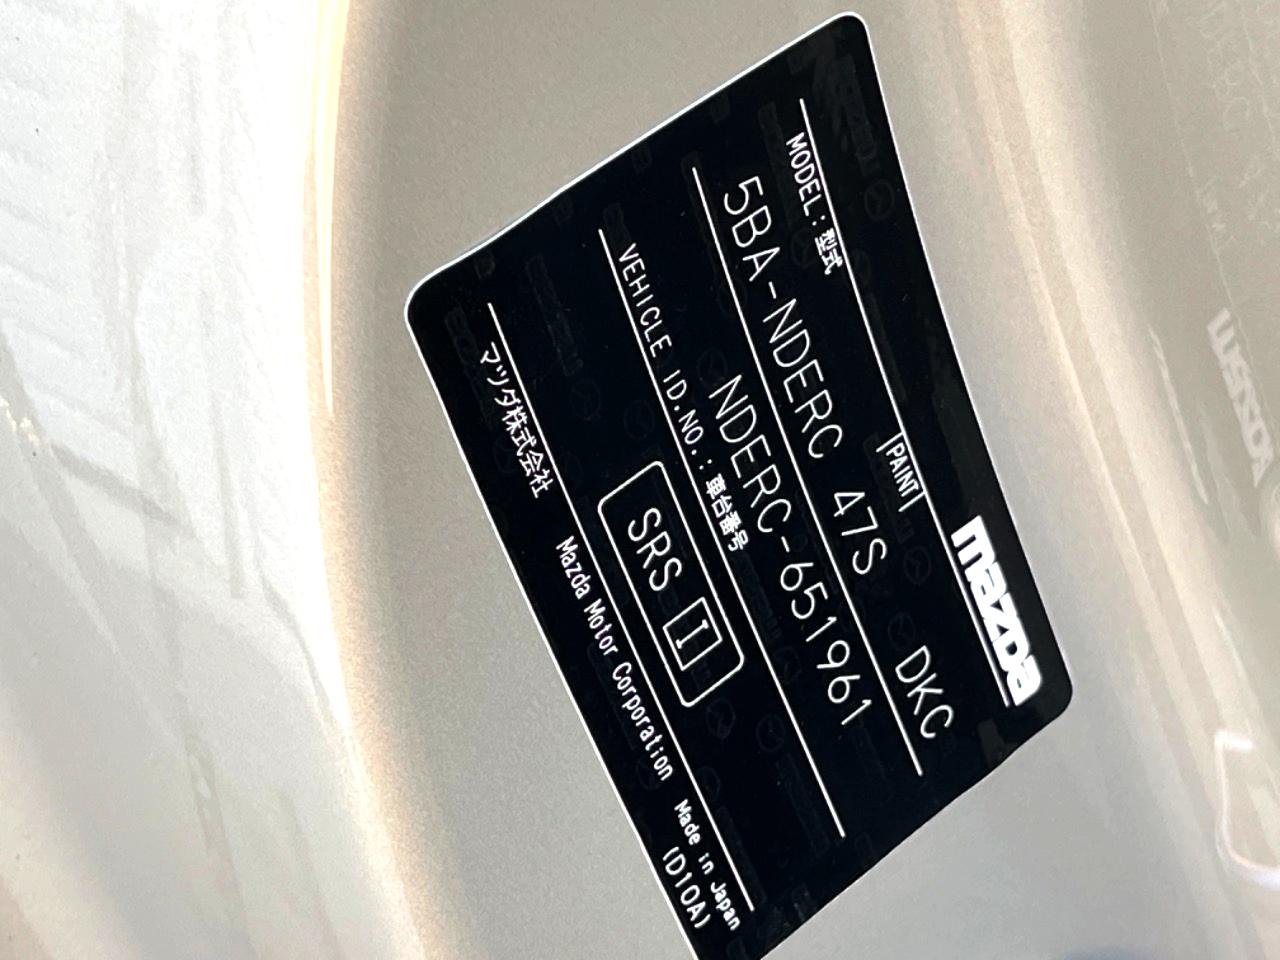 mazda
MODEL : 型式
PAINT
5BA-NDERC 47S DKC
NDERC-651961
VEHICLE ID.NO. : 車台番号
SRS I
マツダ株式会社 Mazda Motor Corporation Made in Japan
(D10A)